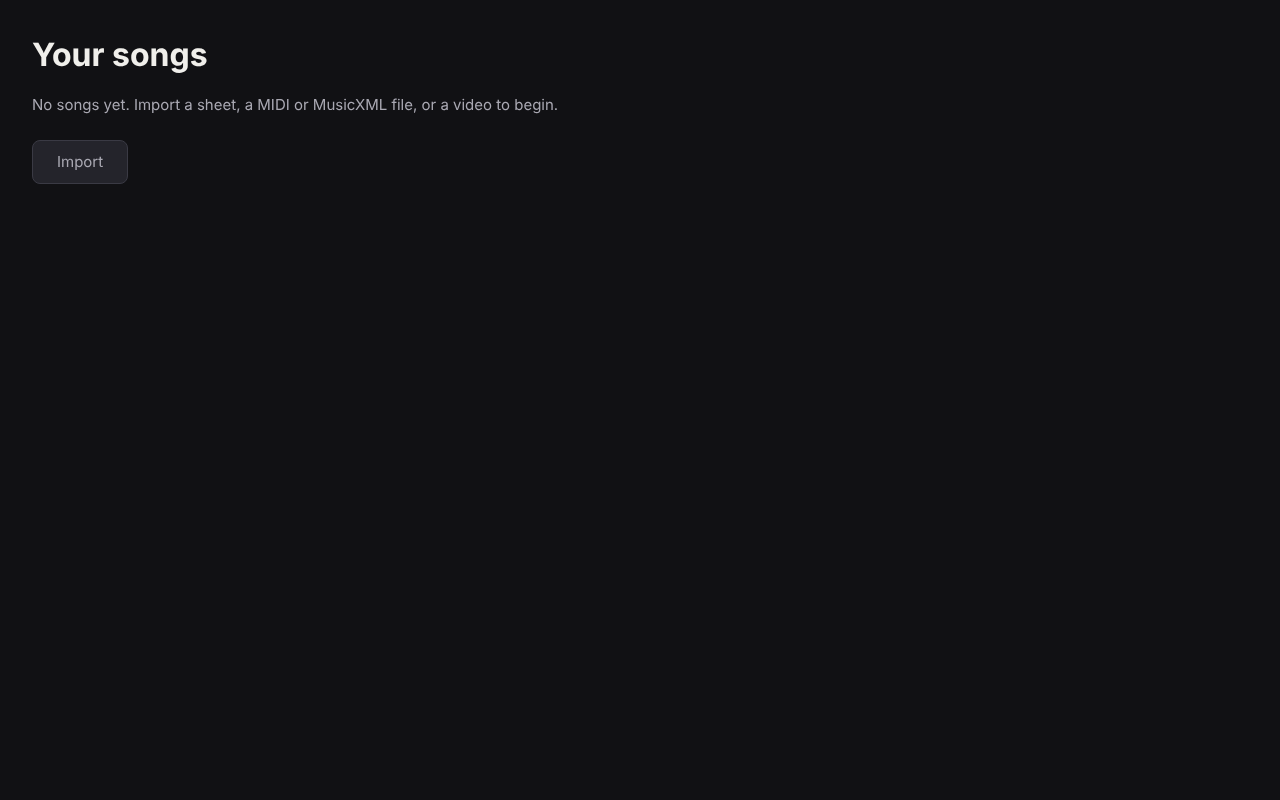 Your songs
No songs yet. Import a sheet, a MIDI or MusicXML file, or a video to begin.
Import